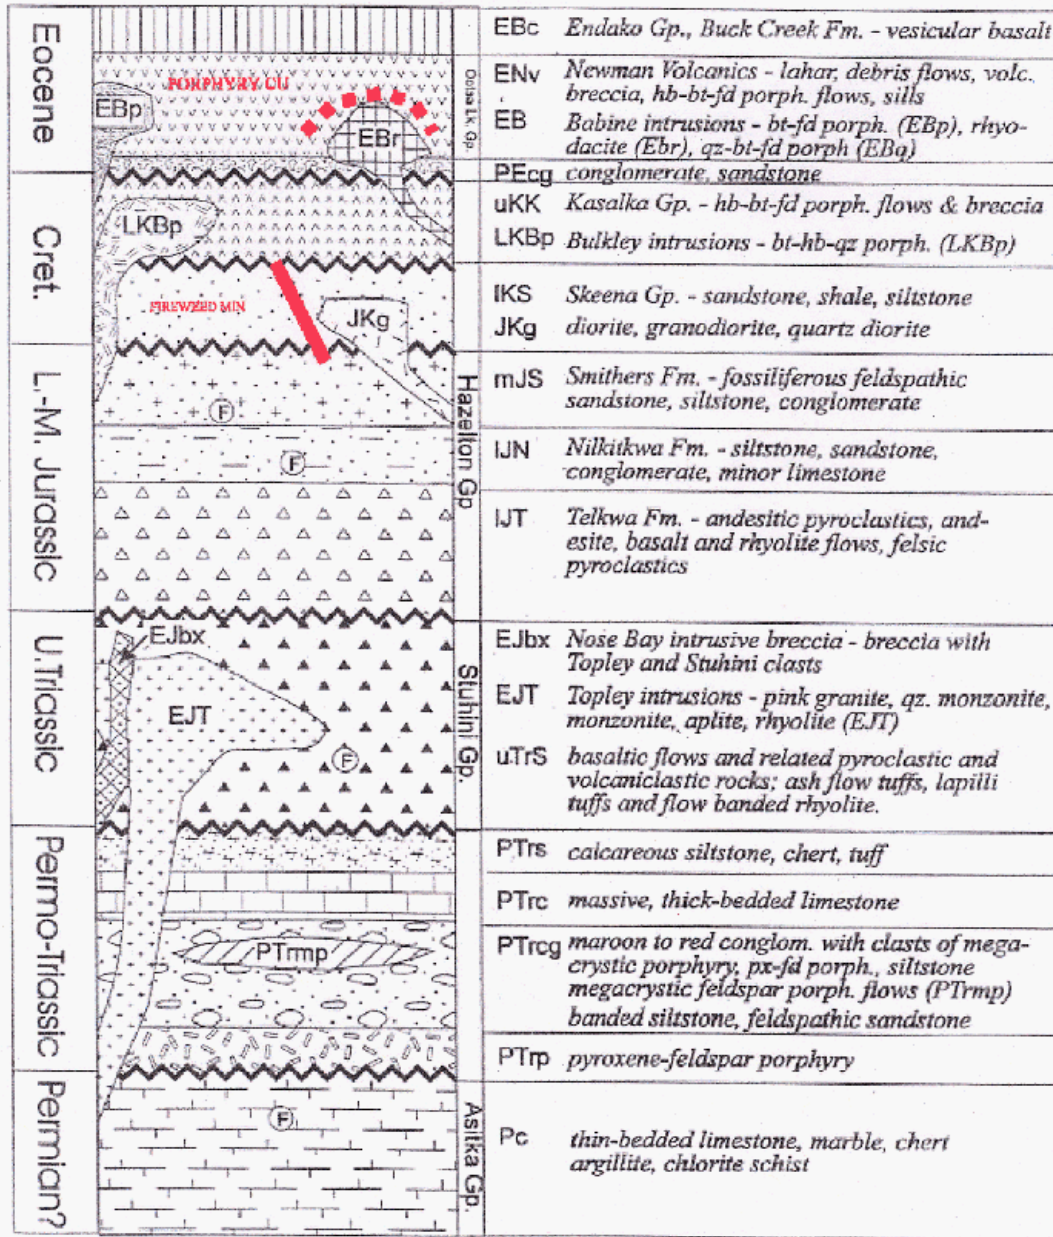 Eocene
Cret.
L.-M. Jurassic
U.Triassic
Permo-Triassic
Permian?
PORPHYRY CU
EBp
EBr
LKBp
FIREWEED MIN
JKg
F
F
EJbx
EJT
F
PTrmp
F
Ootsa Lk. Gp.
Hazelton Gp
Stuhini Gp.
Asitka Gp.
EBc Endako Gp., Buck Creek Fm. - vesicular basalt
ENv Newman Volcanics - lahar, debris flows, volc.
breccia, hb-bt-fd porph. flows, sills
EB Babine intrusions - bt-fd porph. (EBp), rhyo-
dacite (Ebr), qz-bt-fd porph (EBq)
PEcg conglomerate, sandstone
uKK Kasalka Gp. - hb-bt-fd porph. flows & breccia
LKBp Bulkley intrusions - bt-hb-qz porph. (LKBp)
lKS Skeena Gp. - sandstone, shale, siltstone
JKg diorite, granodiorite, quartz diorite
mJS Smithers Fm. - fossiliferous feldspathic
sandstone, siltstone, conglomerate
lJN Nilkitkwa Fm. - siltstone, sandstone,
conglomerate, minor limestone
lJT Telkwa Fm. - andesitic pyroclastics, and-
esite, basalt and rhyolite flows, felsic
pyroclastics
EJbx Nose Bay intrusive breccia - breccia with
Topley and Stuhini clasts
EJT Topley intrusions - pink granite, qz. monzonite,
monzonite, aplite, rhyolite (EJT)
uTrS basaltic flows and related pyroclastic and
volcaniclastic rocks; ash flow tuffs, lapilli
tuffs and flow banded rhyolite.
PTrs calcareous siltstone, chert, tuff
PTrc massive, thick-bedded limestone
PTrcg maroon to red conglom. with clasts of mega-
crystic porphyry, px-fd porph., siltstone
megacrystic feldspar porph. flows (PTrmp)
banded siltstone, feldspathic sandstone
PTrp pyroxene-feldspar porphyry
Pc thin-bedded limestone, marble, chert
argillite, chlorite schist